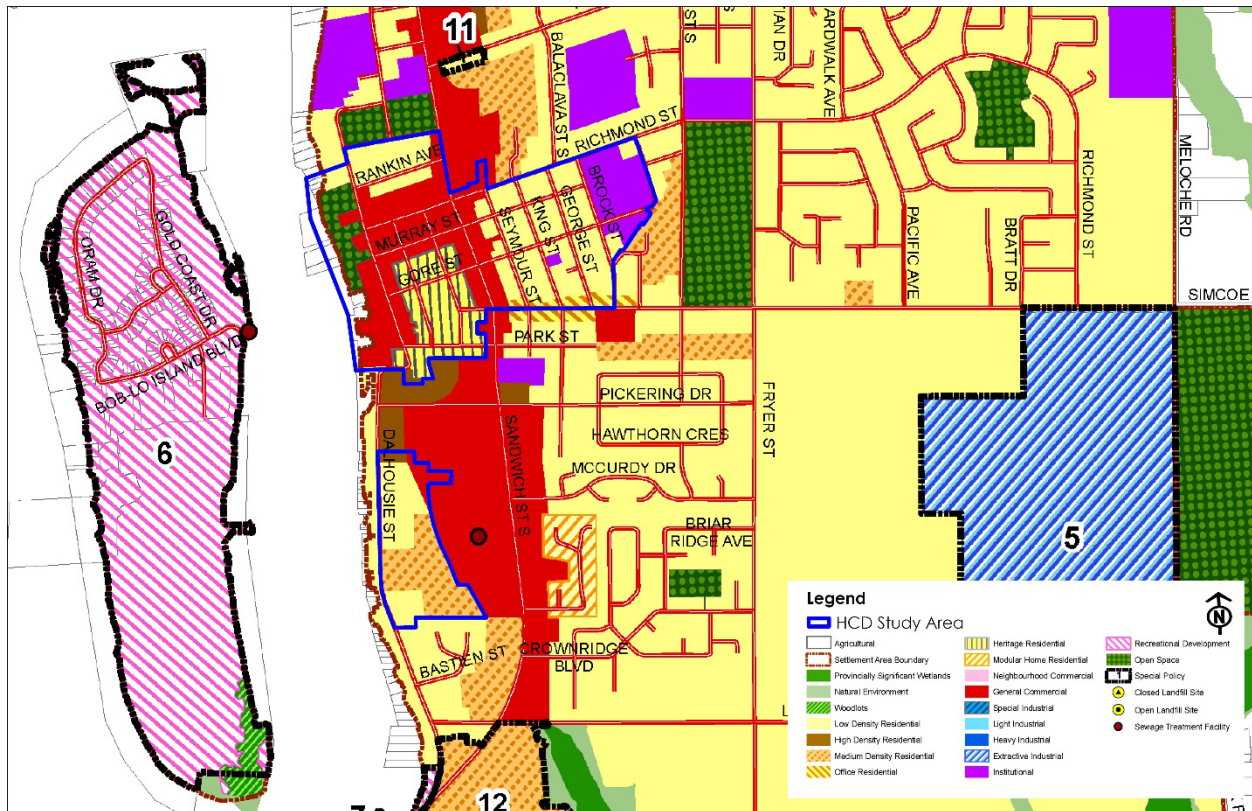 11
BALACLAVA ST S
ST S
TIAN DR
ARDWALK AVE
RICHMOND ST
RANKIN AVE
MELOCHE RD
RICHMOND ST
BROCK ST
GEORGE ST
KING ST
SEYMOUR ST
MURRAY ST
GORE ST
PACIFIC AVE
BRATT DR
SIMCOE
ORAM DR
GOLD COAST DR
BOB-LO ISLAND BLVD
PARK ST
PICKERING DR
HAWTHORN CRES
FRYER ST
MCCURDY DR
6
DALHOUSIE ST
SANDWICH ST S
BRIAR
RIDGE AVE
5
BASTIEN ST
CROWNRIDGE
BLVD
L
12
7
Legend
HCD Study Area
N
Agricultural
Settlement Area Boundary
Provincially Significant Wetlands
Natural Environment
Woodlots
Low Density Residential
High Density Residential
Medium Density Residential
Office Residential
Heritage Residential
Modular Home Residential
Neighbourhood Commercial
General Commercial
Special Industrial
Light Industrial
Heavy Industrial
Extractive Industrial
Institutional
Recreational Development
Open Space
1 Special Policy
Closed Landfill Site
Open Landfill Site
Sewage Treatment Facility